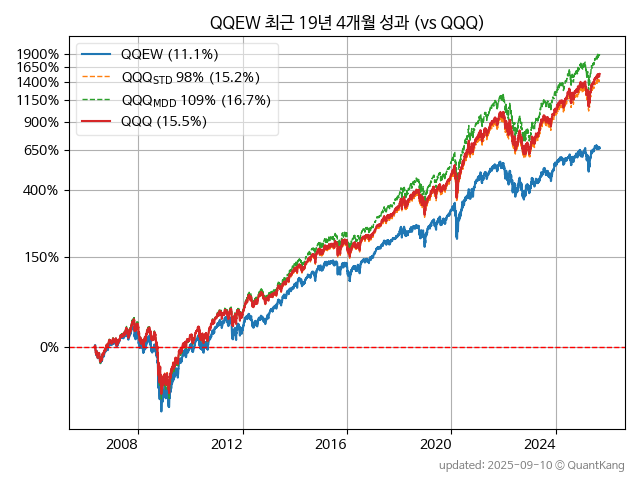 QQEW 최근 19년 4개월 성과 (vs QQQ)
QQEW (11.1%)
QQQSTD 98% (15.2%)
QQQMDD 109% (16.7%)
QQQ (15.5%)
1900%
1650%
1400%
1150%
900%
650%
400%
150%
0%
2008 2012 2016 2020 2024
updated: 2025-09-10 © QuantKang